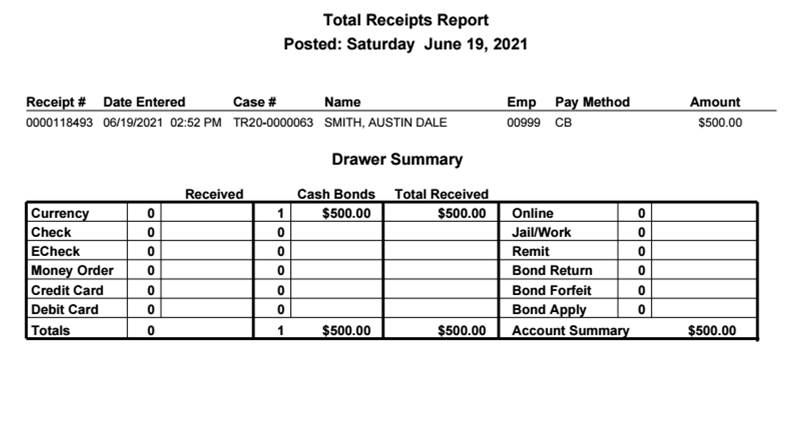 Total Receipts Report
Posted: Saturday June 19, 2021
Receipt # Date Entered Case # Name Emp Pay Method Amount
0000118493 06/19/2021 02:52 PM TR20-0000063 SMITH, AUSTIN DALE 00999 CB $500.00
Drawer Summary
Received Cash Bonds Total Received
Currency 0 1 $500.00 $500.00 Online 0
Check 0 0 Jail/Work 0
ECheck 0 0 Remit 0
Money Order 0 0 Bond Return 0
Credit Card 0 0 Bond Forfeit 0
Debit Card 0 0 Bond Apply 0
Totals 0 1 $500.00 $500.00 Account Summary $500.00